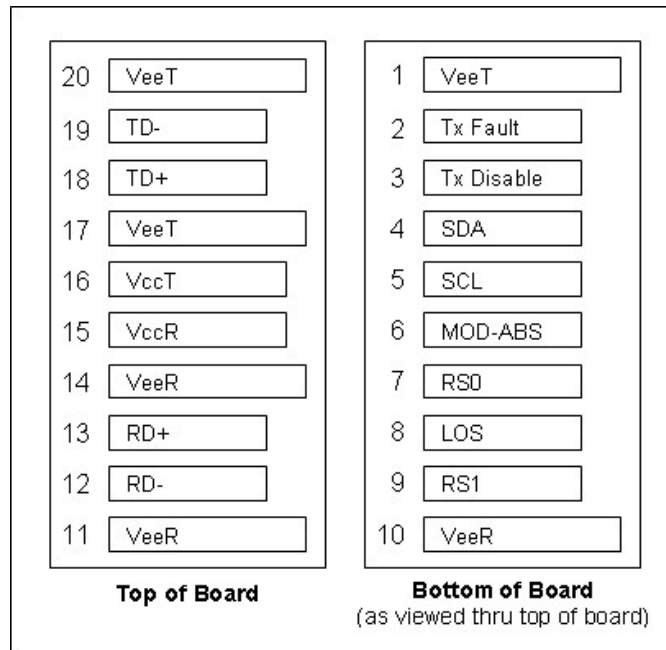 20 VeeT
19 TD-
18 TD+
17 VeeT
16 VccT
15 VccR
14 VeeR
13 RD+
12 RD-
11 VeeR
Top of Board
1 VeeT
2 Tx Fault
3 Tx Disable
4 SDA
5 SCL
6 MOD-ABS
7 RS0
8 LOS
9 RS1
10 VeeR
Bottom of Board
(as viewed thru top of board)